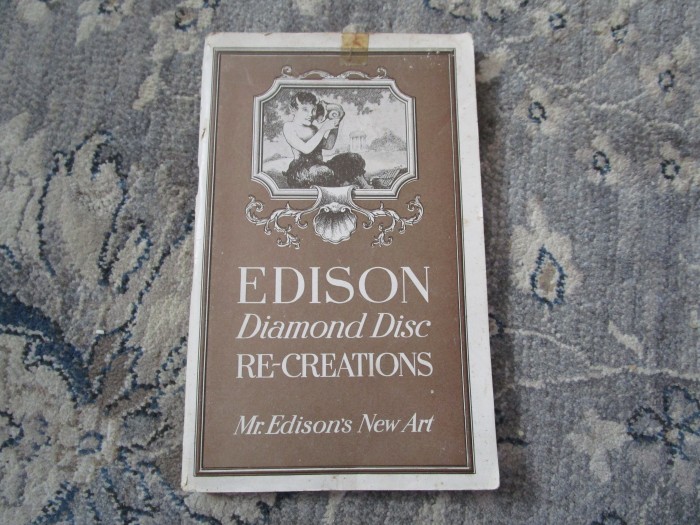 EDISON
Diamond Disc
RE-CREATIONS
Mr. Edison's New Art